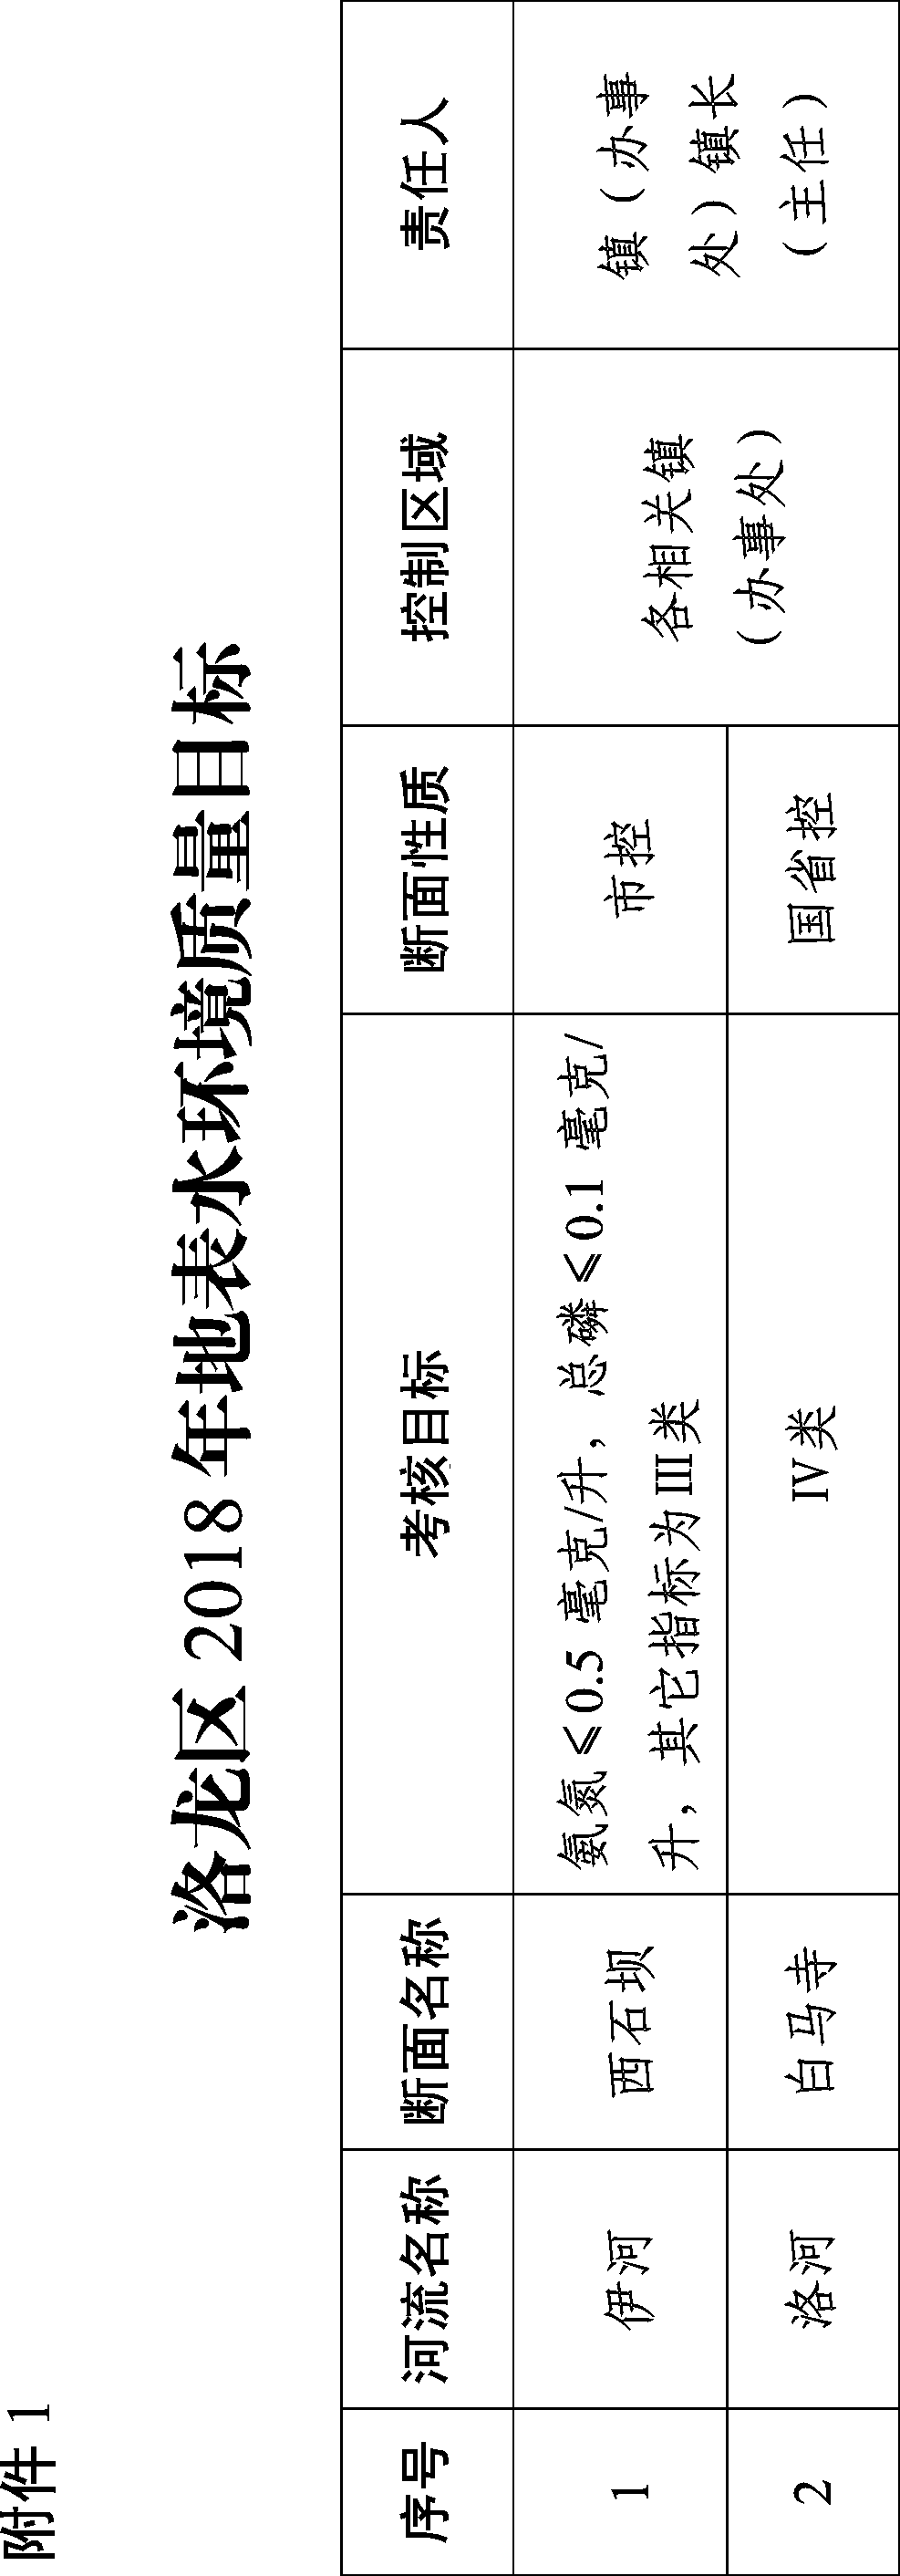 附件 1
洛龙区 2018 年地表水环境质量目标
序号
河流名称
断面名称
考核目标
断面性质
控制区域
责任人
1
伊河
西石坝
氨氮≤0.5 毫克/升，总磷≤0.1 毫克/
升，其它指标为 III 类
市控
各相关镇
（办事处）
镇（办事
处）镇长
（主任）
2
洛河
白马寺
IV 类
国省控